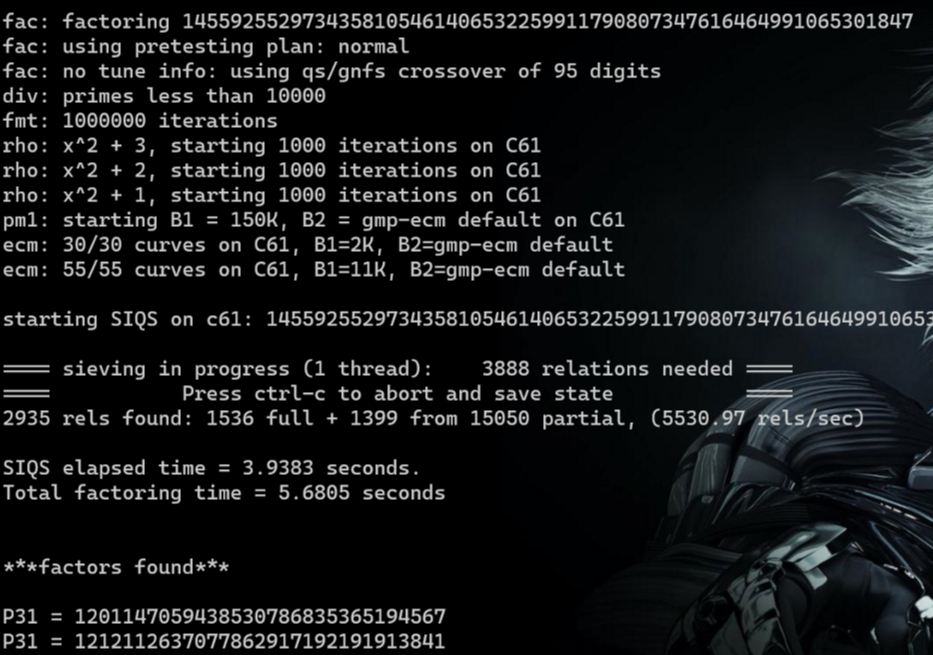 fac: factoring 1455925529734358105461406532259911790807347616464991065301847
fac: using pretesting plan: normal
fac: no tune info: using qs/gnfs crossover of 95 digits
div: primes less than 10000
fmt: 1000000 iterations
rho: x^2 + 3, starting 1000 iterations on C61
rho: x^2 + 2, starting 1000 iterations on C61
rho: x^2 + 1, starting 1000 iterations on C61
pm1: starting B1 = 150K, B2 = gmp-ecm default on C61
ecm: 30/30 curves on C61, B1=2K, B2=gmp-ecm default
ecm: 55/55 curves on C61, B1=11K, B2=gmp-ecm default
starting SIQS on c61: 14559255297343581054614065322599117908073476164649910653
==== sieving in progress (1 thread): 3888 relations needed ====
==== Press ctrl-c to abort and save state ====
2935 rels found: 1536 full + 1399 from 15050 partial, (5530.97 rels/sec)
SIQS elapsed time = 3.9383 seconds.
Total factoring time = 5.6805 seconds
***factors found***
P31 = 1201147059438530786835365194567
P31 = 1212112637077862917192191913841